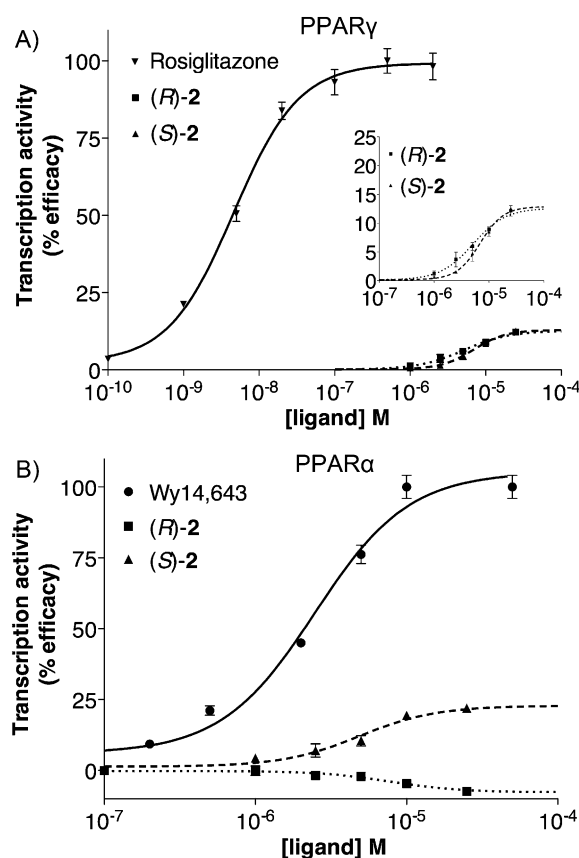 A)
PPARγ
Rosiglitazone
(R)-2
(S)-2
Transcription activity
(% efficacy)
100
75
50
25
0
10⁻¹⁰
10⁻⁹
10⁻⁸
10⁻⁷
10⁻⁶
10⁻⁵
10⁻⁴
[ligand] M
25
20
15
10
5
0
(R)-2
(S)-2
10⁻⁷
10⁻⁶
10⁻⁵
10⁻⁴
B)
PPARα
Wy14,643
(R)-2
(S)-2
Transcription activity
(% efficacy)
100
75
50
25
0
10⁻⁷
10⁻⁶
10⁻⁵
10⁻⁴
[ligand] M